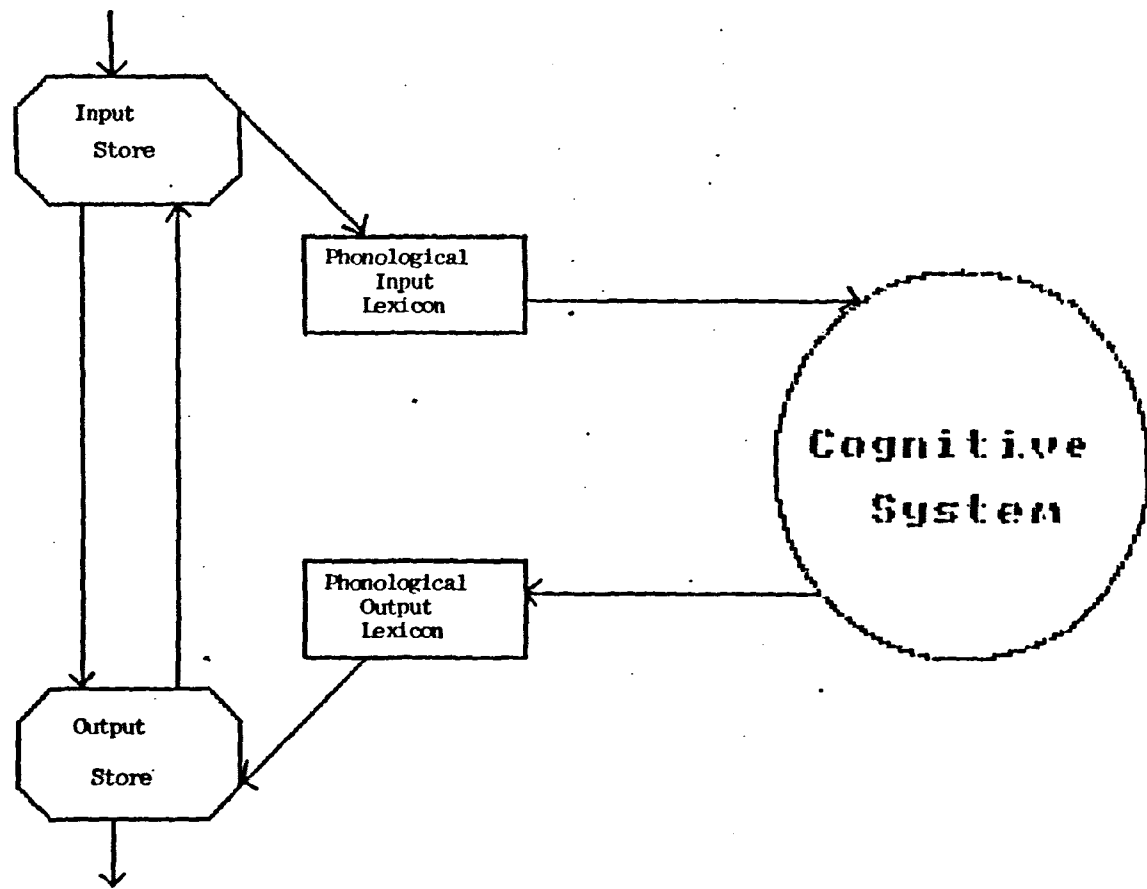 Input
Store
Phonological
Input
Lexicon
Cognitive
System
Phonological
Output
Lexicon
Output
Store